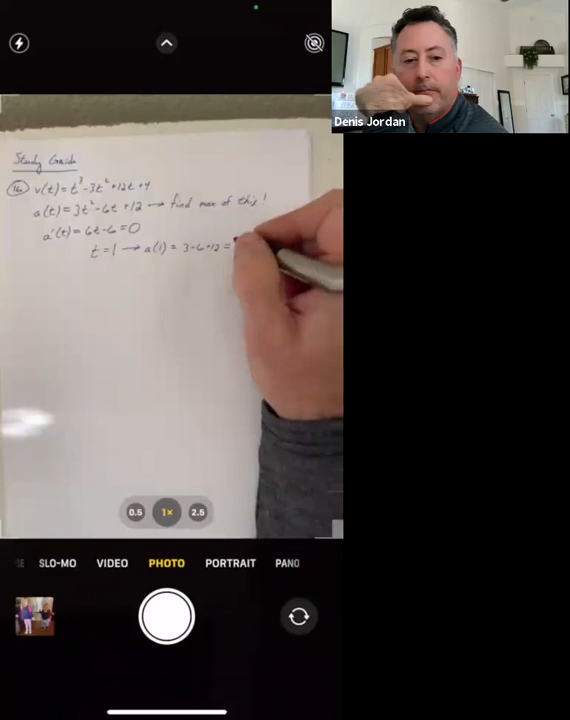 Denis Jordan
Study Guide
16 v(t) = t³ - 3t² + 12t + 4
a(t) = 3t² - 6t + 12 → find max of this!
a'(t) = 6t - 6 = 0
t = 1 → a(1) = 3 - 6 + 12 =
0.5 1× 2.5
SLO-MO VIDEO PHOTO PORTRAIT PANO